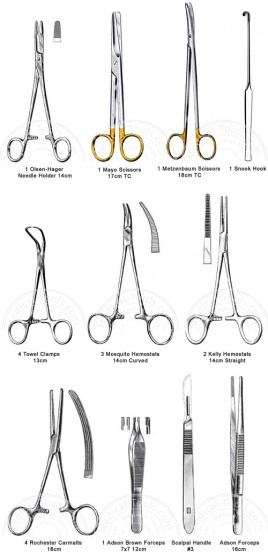 1 Olsen-Hager
Needle Holder 14cm
1 Mayo Scissors
17cm TC
1 Metzenbaum Scissors
18cm TC
1 Snook Hook
4 Towel Clamps
13cm
3 Mosquito Hemostats
14cm Curved
2 Kelly Hemostats
14cm Straight
4 Rochester Carmalts
16cm
1 Adson Brown Forceps
7x7 12cm
Scalpal Handle
#3
Adson Forceps
16cm